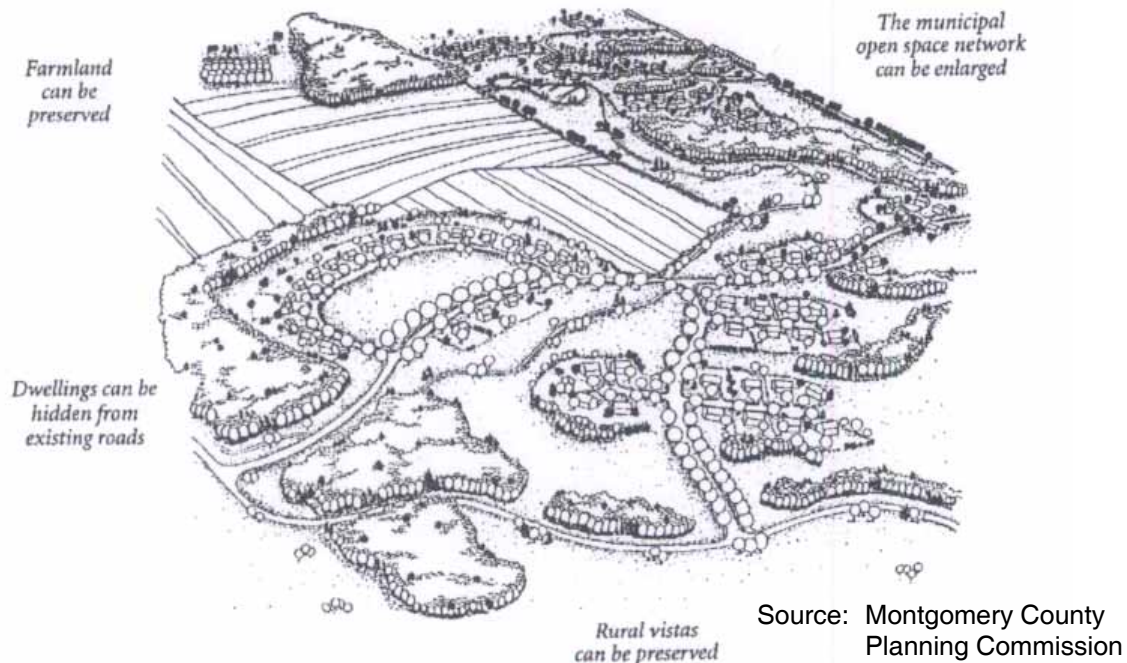 Farmland
can be
preserved
The municipal
open space network
can be enlarged
Dwellings can be
hidden from
existing roads
Rural vistas
can be preserved
Source: Montgomery County
Planning Commission